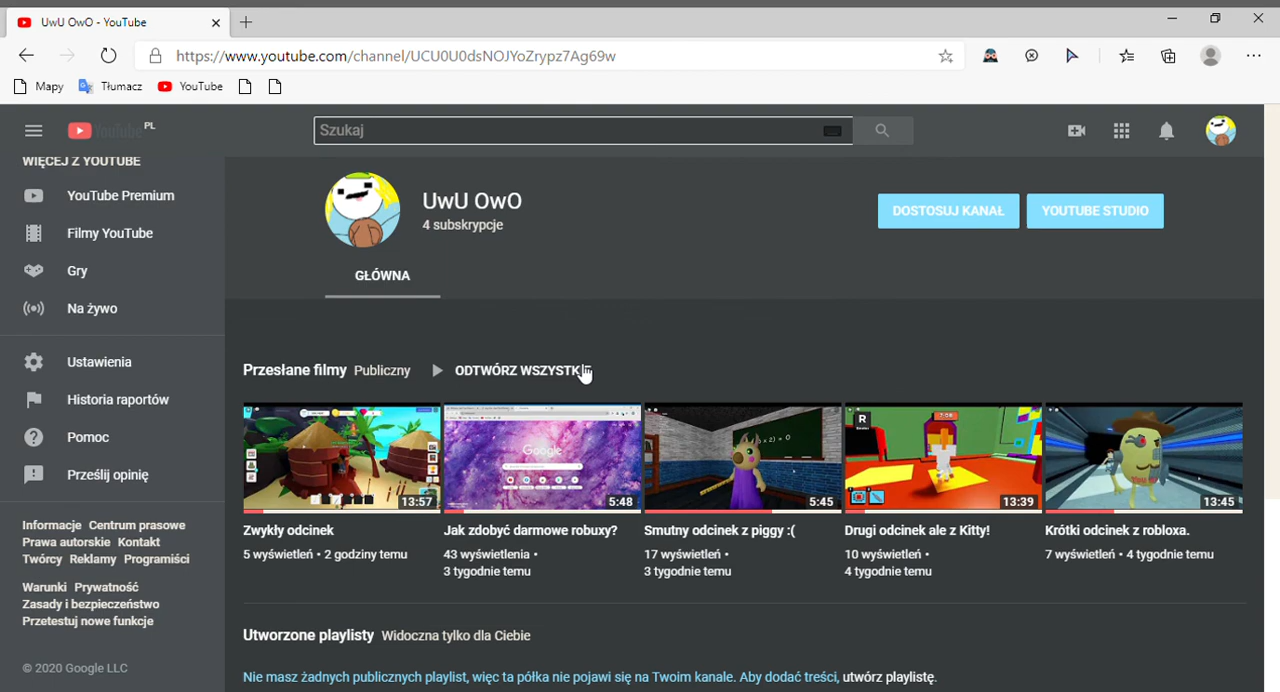 UwU OwO - YouTube
https://www.youtube.com/channel/UCU0U0dsNOJYoZrypz7Ag69w
Mapy Tłumacz YouTube
YouTube PL
Szukaj
WIĘCEJ Z YOUTUBE
YouTube Premium
Filmy YouTube
Gry
Na żywo
Ustawienia
Historia raportów
Pomoc
Prześlij opinię
Informacje Centrum prasowe
Prawa autorskie Kontakt
Twórcy Reklamy Programiści
Warunki Prywatność
Zasady i bezpieczeństwo
Przetestuj nowe funkcje
© 2020 Google LLC
UwU OwO
4 subskrypcje
DOSTOSUJ KANAŁ
YOUTUBE STUDIO
GŁÓWNA
Przesłane filmy Publiczny ODTWÓRZ WSZYSTKIE
13:57
Zwykły odcinek
5 wyświetleń • 2 godziny temu
Google
5:48
Jak zdobyć darmowe robuxy?
43 wyświetlenia •
3 tygodnie temu
5:45
Smutny odcinek z piggy :(
17 wyświetleń •
3 tygodnie temu
R
13:39
Drugi odcinek ale z Kitty!
10 wyświetleń •
4 tygodnie temu
13:45
Krótki odcinek z robloxa.
7 wyświetleń • 4 tygodnie temu
Utworzone playlisty Widoczna tylko dla Ciebie
Nie masz żadnych publicznych playlist, więc ta półka nie pojawi się na Twoim kanale. Aby dodać treści, utwórz playlistę.